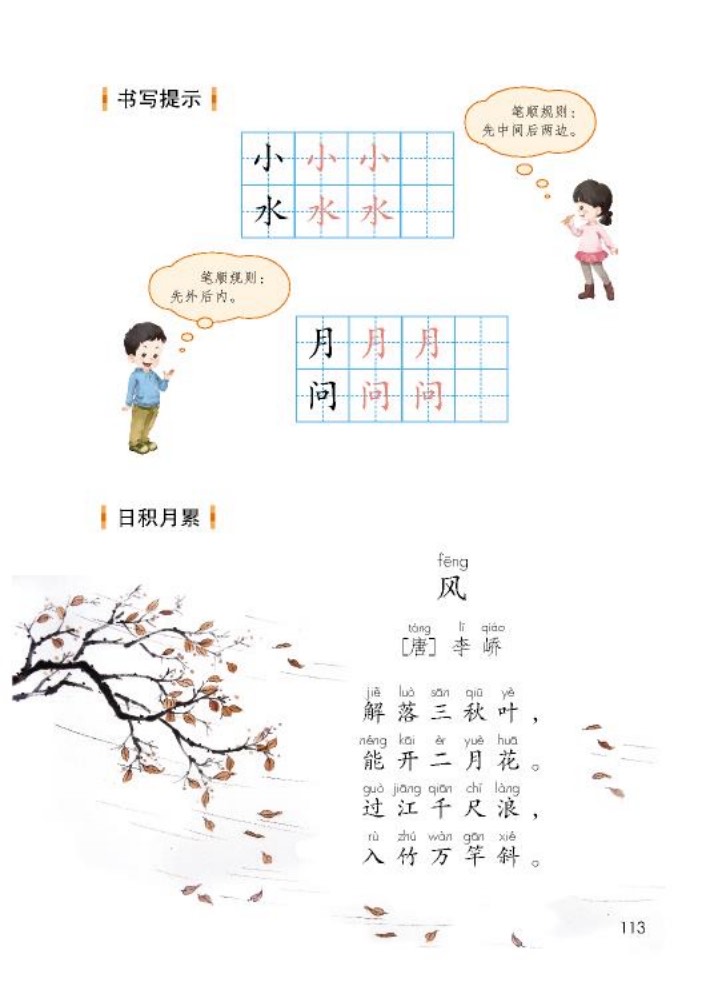 书写提示
笔顺规则：
先中间后两边。
小 小 小
水 水 水
笔顺规则：
先外后内。
月 月 月
问 问 问
日积月累
fēng
风
táng lǐ qiáo
［唐］李峤
jiě luò sān qiū yè
解落三秋叶，
néng kāi èr yuè huā
能开二月花。
guò jiāng qiān chǐ làng
过江千尺浪，
rù zhú wàn gān xié
入竹万竿斜。
113